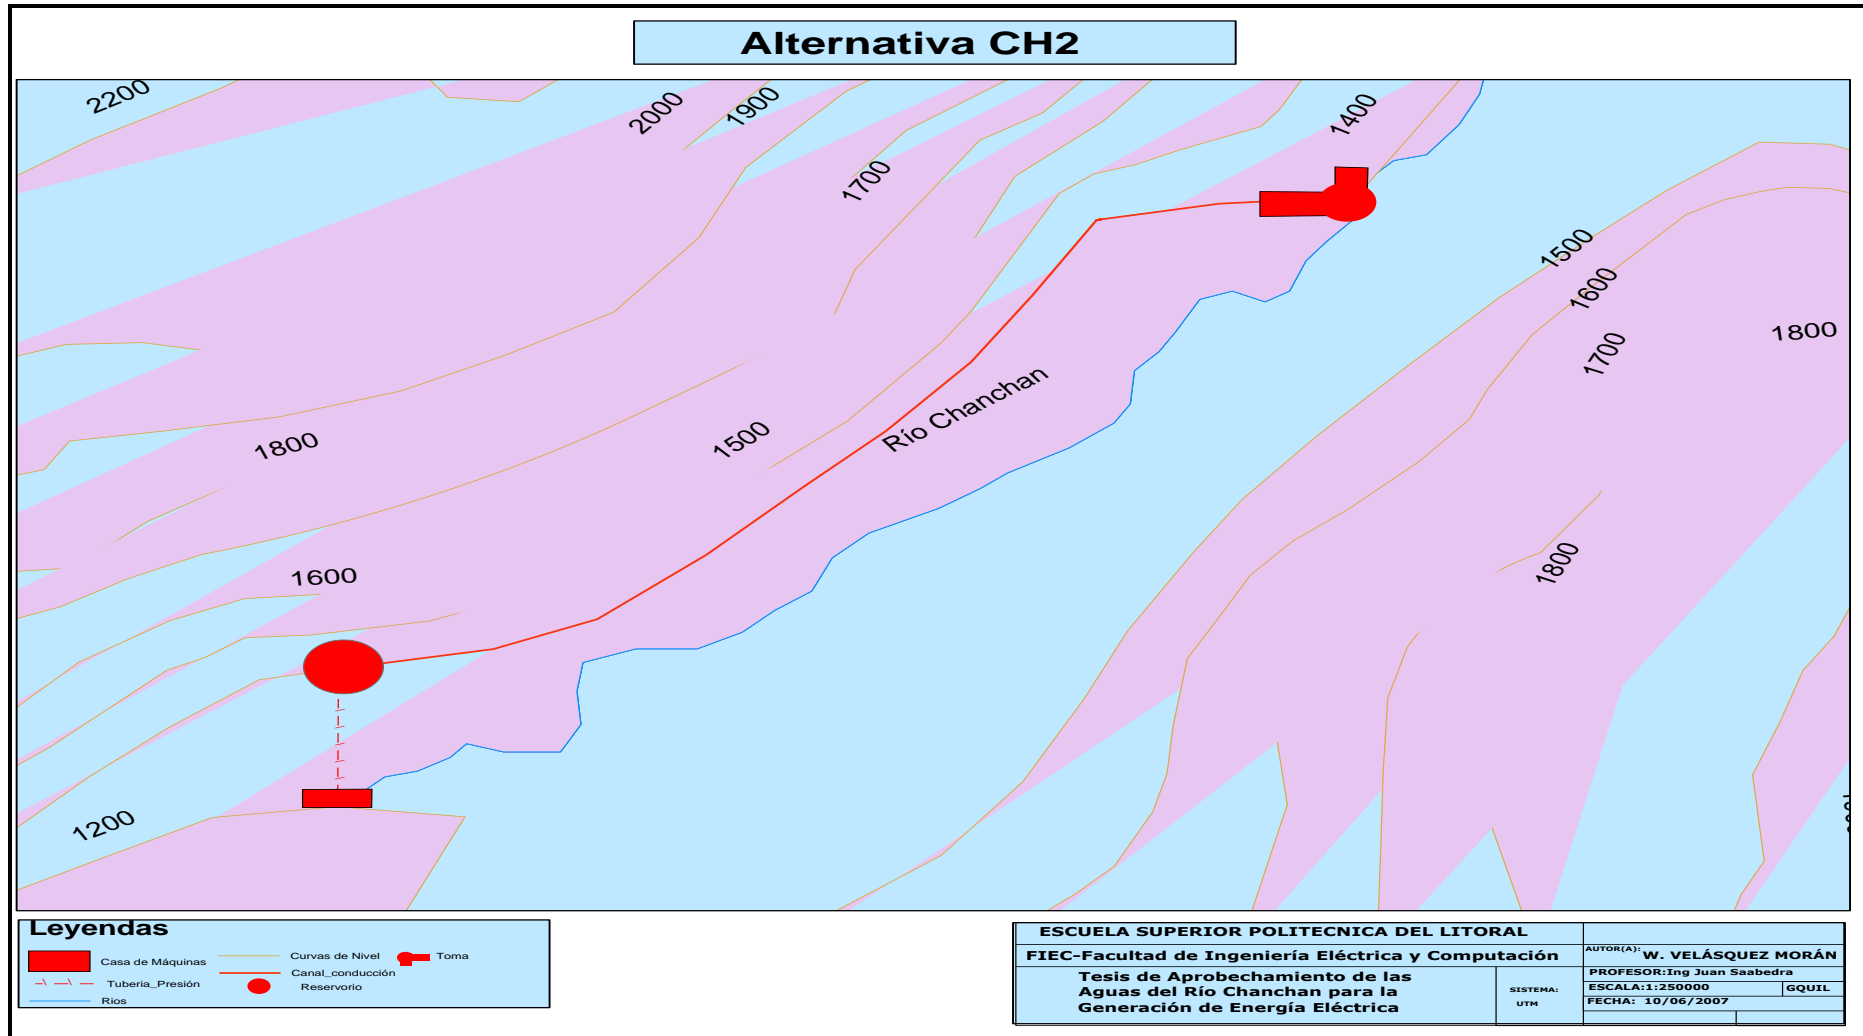 Alternativa CH2
2200
2000
1900
1700
1400
1500
1600
1700
1800
Río Chanchan
1800
1500
1600
1800
1200
Leyendas
Casa de Máquinas
Curvas de Nivel
Toma
Canal_conducción
Tuberia_Presión
Reservorio
Rios
ESCUELA SUPERIOR POLITECNICA DEL LITORAL
FIEC-Facultad de Ingeniería Eléctrica y Computación
AUTOR(A): W. VELÁSQUEZ MORÁN
Tesis de Aprobechamiento de las
Aguas del Río Chanchan para la
Generación de Energía Eléctrica
SISTEMA:
UTM
PROFESOR:Ing Juan Saabedra
ESCALA:1:250000
GQUIL
FECHA: 10/06/2007